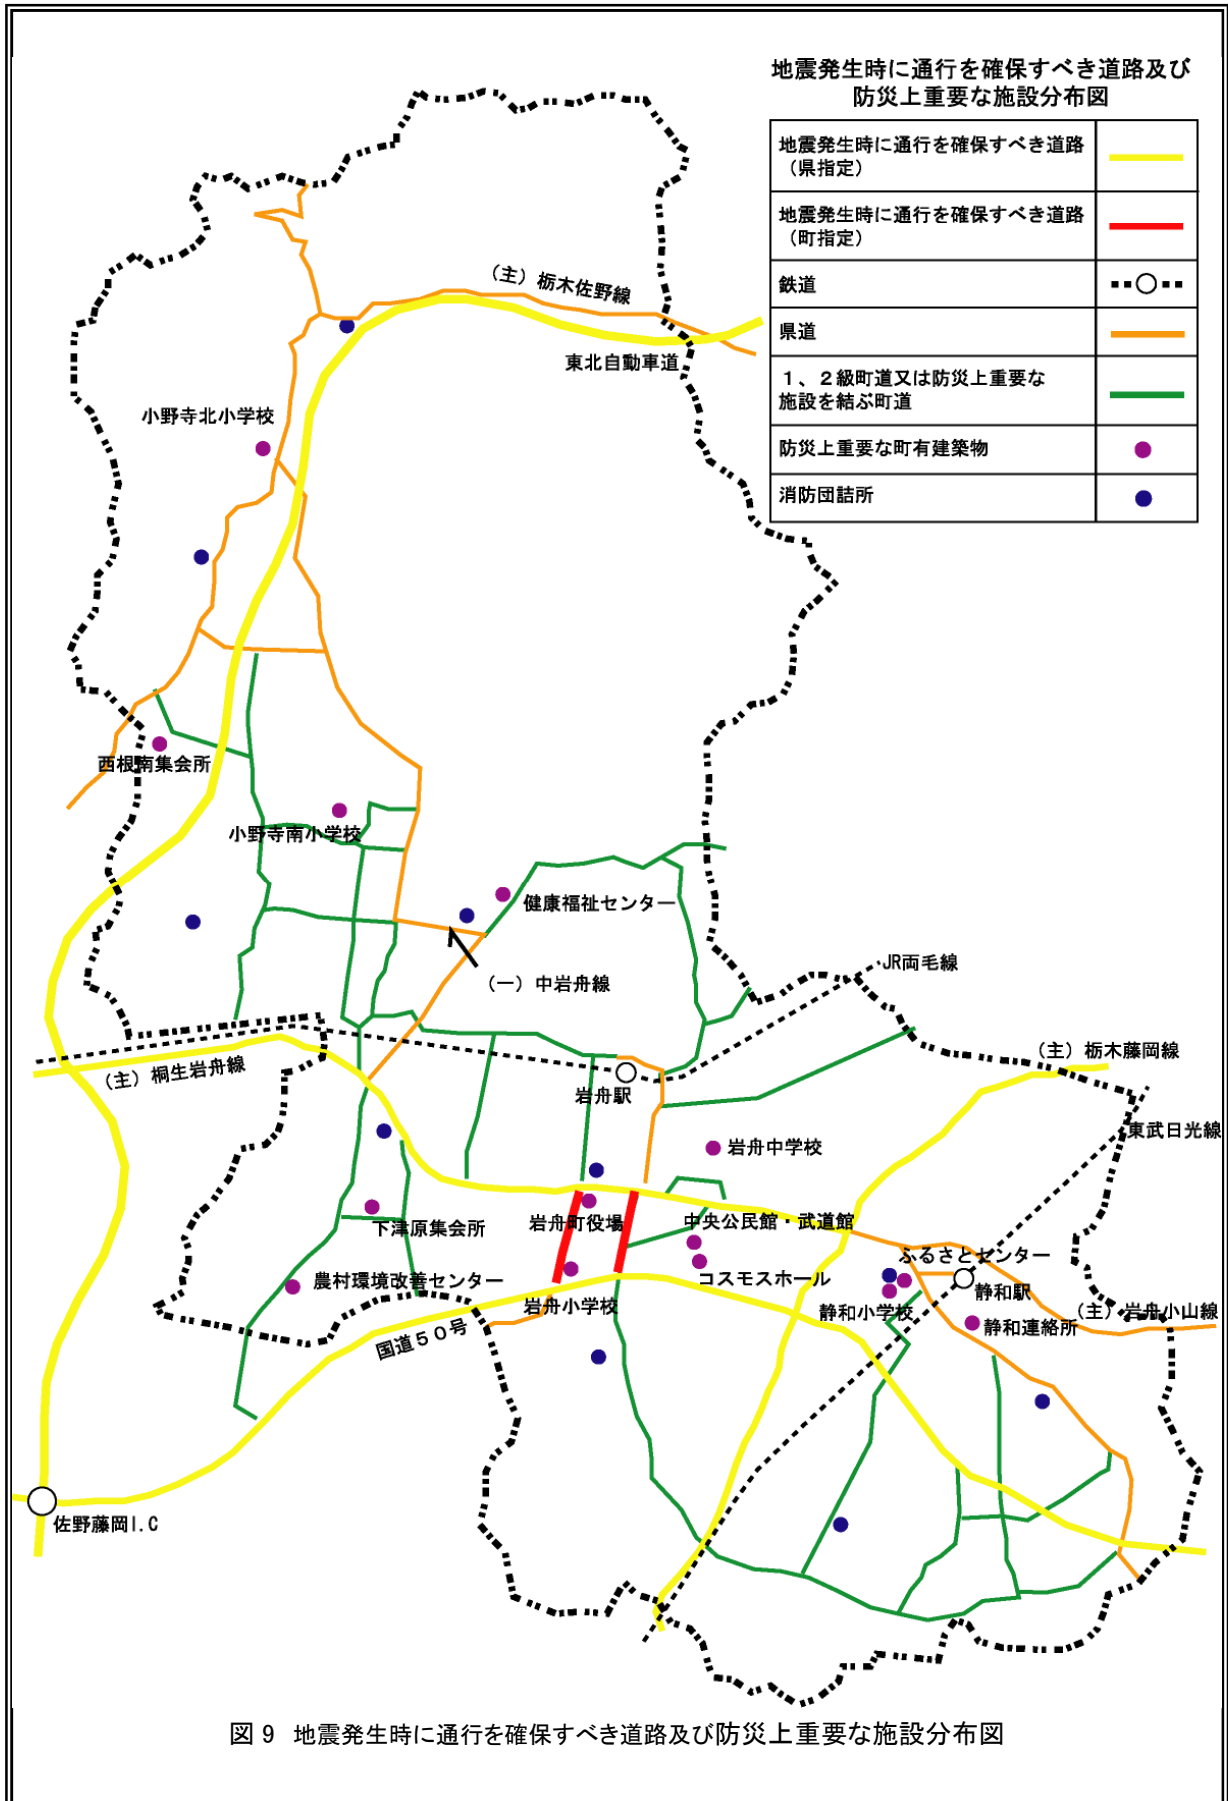 地震発生時に通行を確保すべき道路及び
防災上重要な施設分布図
地震発生時に通行を確保すべき道路
（県指定）
地震発生時に通行を確保すべき道路
（町指定）
鉄道
県道
１、２級町道又は防災上重要な
施設を結ぶ町道
防災上重要な町有建築物
消防団詰所
（主）栃木佐野線
東北自動車道
小野寺北小学校
西根南集会所
小野寺南小学校
健康福祉センター
（一）中岩舟線
JR両毛線
（主）桐生岩舟線
（主）栃木藤岡線
岩舟駅
東武日光線
岩舟中学校
下津原集会所
岩舟町役場
中央公民館・武道館
ふるさとセンター
農村環境改善センター
コスモスホール
静和駅
岩舟小学校
静和小学校
（主）岩舟小山線
静和連絡所
国道５０号
佐野藤岡I.C
図 9 地震発生時に通行を確保すべき道路及び防災上重要な施設分布図